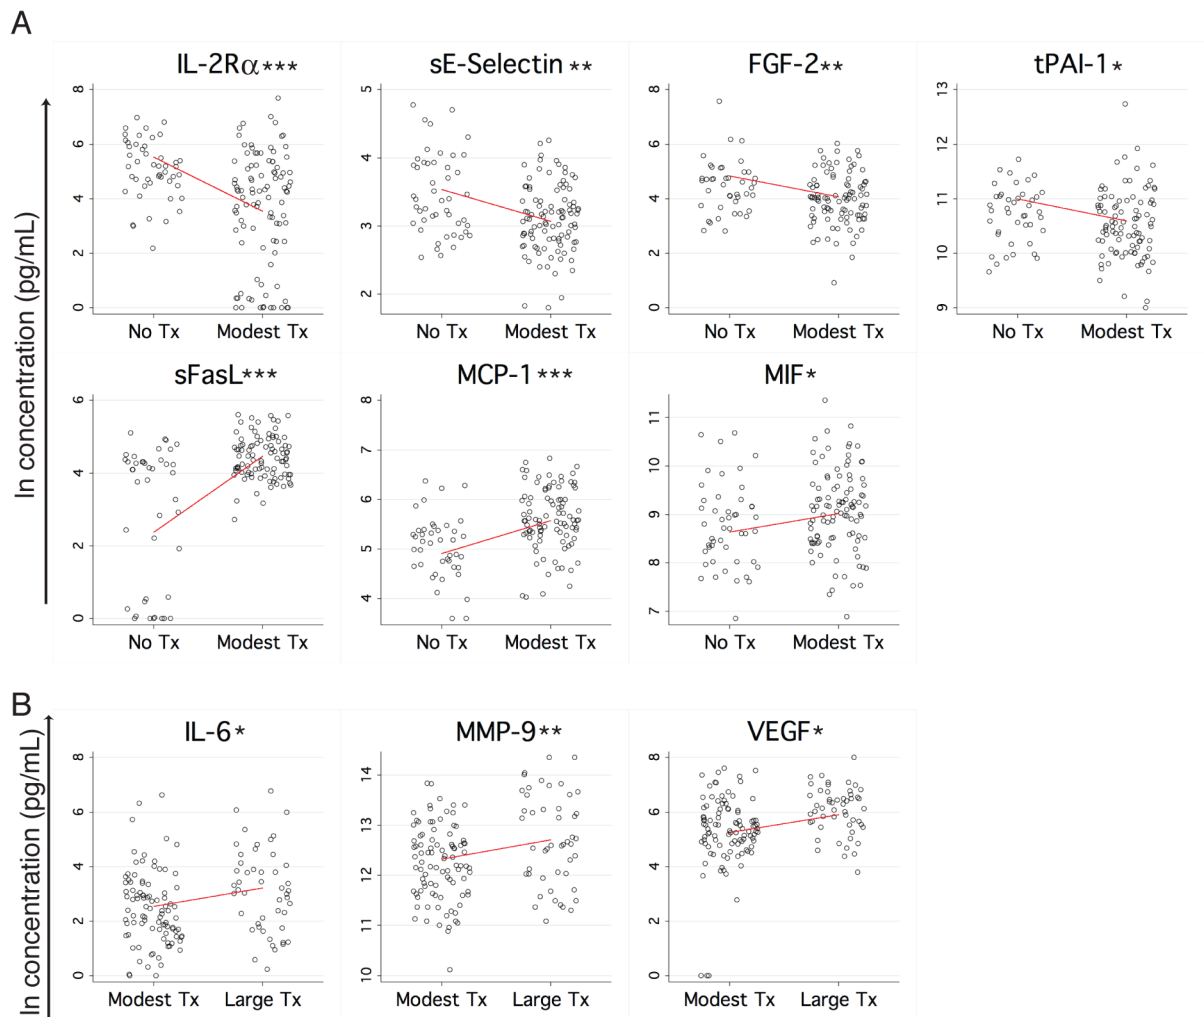 A
IL-2Rα*** sE-Selectin ** FGF-2** tPAI-1 *
ln concentration (pg/mL)
8 6 4 2 0
5 4 3 2
8 6 4 2 0
13 12 11 10 9
No Tx Modest Tx No Tx Modest Tx No Tx Modest Tx No Tx Modest Tx
sFasL*** MCP-1 *** MIF*
6 4 2 0
8 7 6 5 4
11 10 9 8 7
No Tx Modest Tx No Tx Modest Tx No Tx Modest Tx
B
IL-6* MMP-9** VEGF*
ln concentration (pg/mL)
8 6 4 2 0
14 13 12 11 10
8 6 4 2 0
Modest Tx Large Tx Modest Tx Large Tx Modest Tx Large Tx